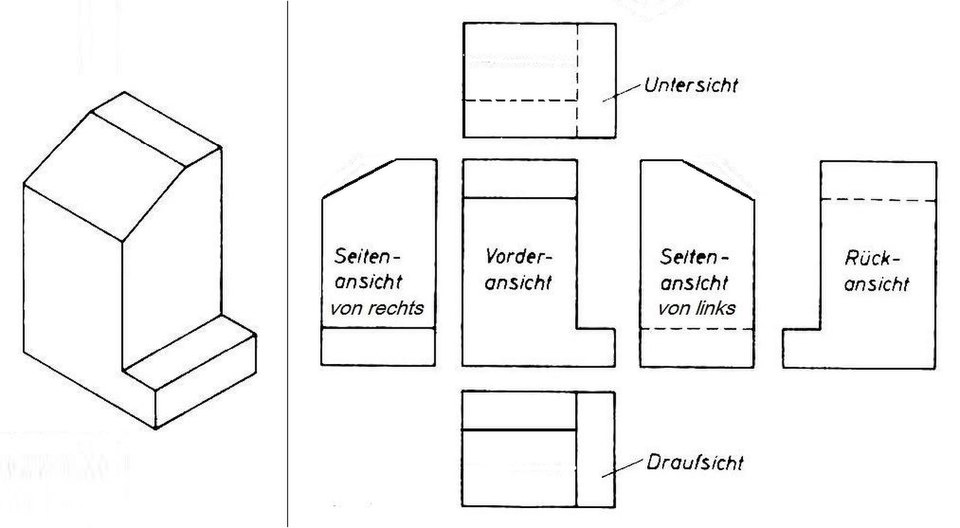 Untersicht
Seiten-
ansicht
von rechts
Vorder-
ansicht
Seiten-
ansicht
von links
Rück-
ansicht
Draufsicht